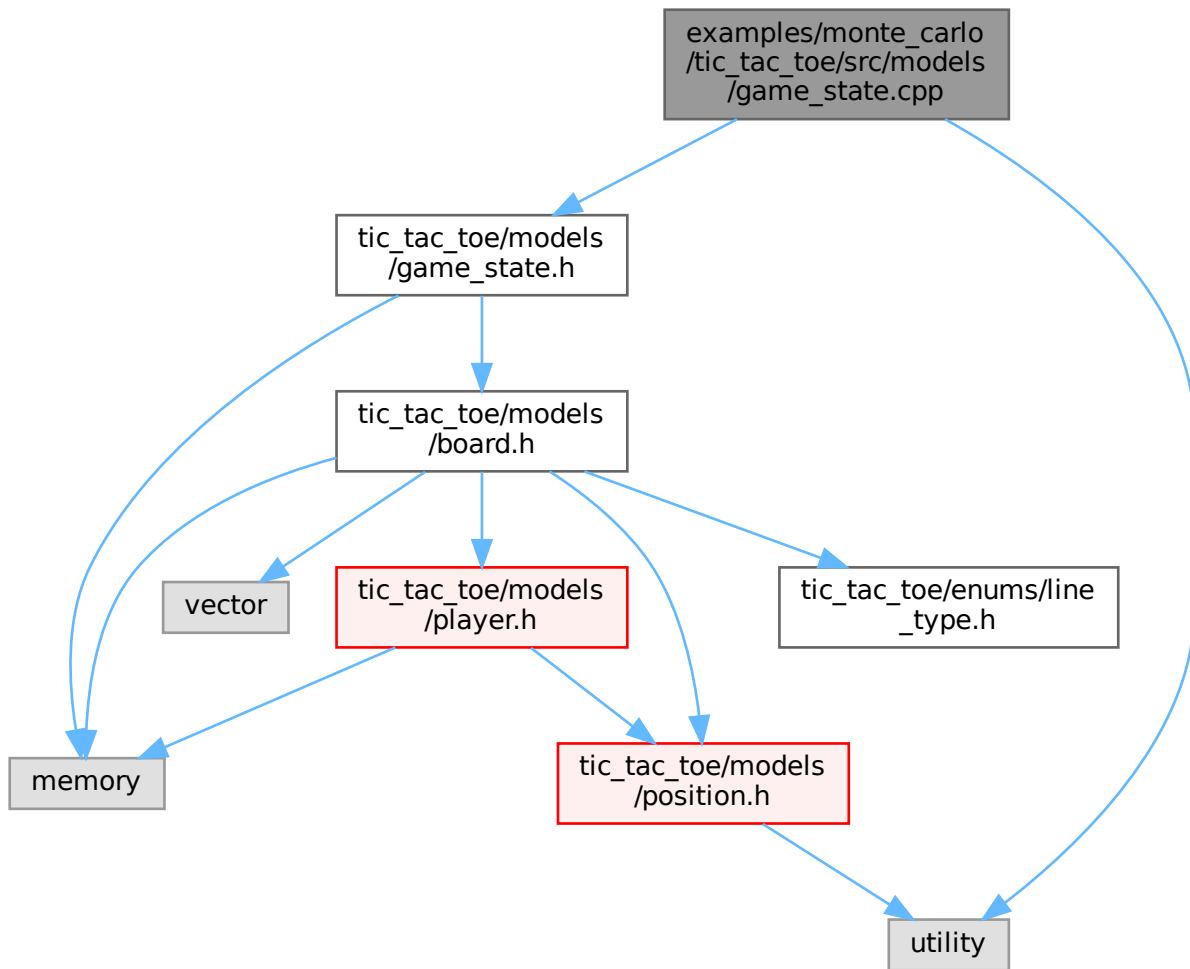 examples/monte_carlo
/tic_tac_toe/src/models
/game_state.cpp
tic_tac_toe/models
/game_state.h
tic_tac_toe/models
/board.h
vector
tic_tac_toe/models
/player.h
tic_tac_toe/enums/line
_type.h
memory
tic_tac_toe/models
/position.h
utility